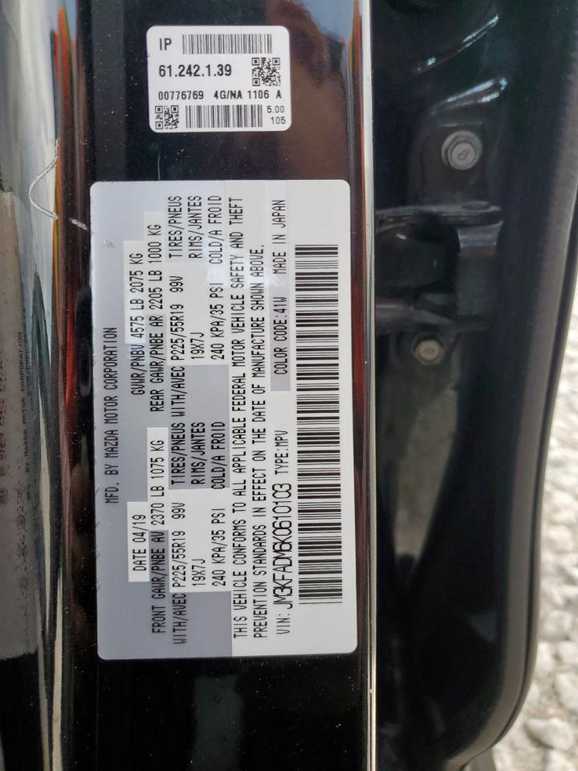 IP
61.242.1.39
00776769 4G/NA 1106 A
5.00
105
MFD. BY MAZDA MOTOR CORPORATION
DATE 04/19 GVWR/PNBV 4575 LB 2075 KG
FRONT GAWR/PNBE AV 2370 LB 1075 KG REAR GAWR/PNBE AR 2205 LB 1000 KG
WITH/AVEC P225/55R19 99V TIRES/PNEUS WITH/AVEC P225/55R19 99V TIRES/PNEUS
19X7J RIMS/JANTES 19X7J RIMS/JANTES
240 KPA/35 PSI COLD/A FROID 240 KPA/35 PSI COLD/A FROID
THIS VEHICLE CONFORMS TO ALL APPLICABLE FEDERAL MOTOR VEHICLE SAFETY AND THEFT
PREVENTION STANDARDS IN EFFECT ON THE DATE OF MANUFACTURE SHOWN ABOVE.
VIN: JM3KFADM6K0610103 TYPE:MPV COLOR CODE:41W MADE IN JAPAN